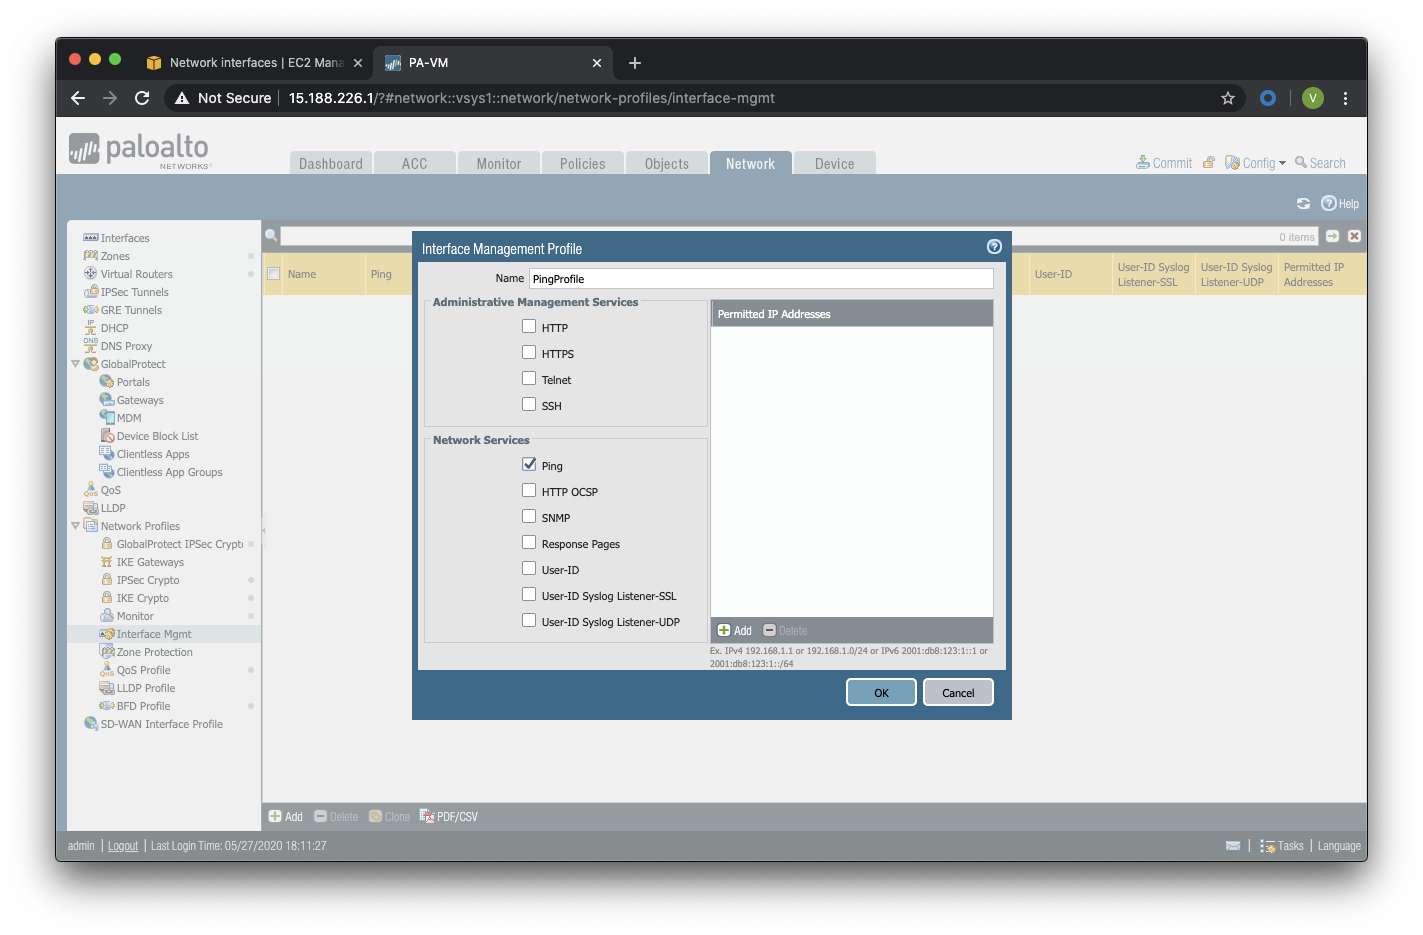 Network interfaces | EC2 Mana
PA-VM
Not Secure
15.188.226.1/?#network::vsys1::network/network-profiles/interface-mgmt
V
paloalto
NETWORKS®
Dashboard
ACC
Monitor
Policies
Objects
Network
Device
Commit
Config
Search
Help
Interfaces
Zones
Virtual Routers
IPSec Tunnels
GRE Tunnels
DHCP
DNS Proxy
GlobalProtect
Portals
Gateways
MDM
Device Block List
Clientless Apps
Clientless App Groups
QoS
LLDP
Network Profiles
GlobalProtect IPSec Crypt
IKE Gateways
IPSec Crypto
IKE Crypto
Monitor
Interface Mgmt
Zone Protection
QoS Profile
LLDP Profile
BFD Profile
SD-WAN Interface Profile
0 items
Name
Ping
User-ID
User-ID Syslog
Listener-SSL
User-ID Syslog
Listener-UDP
Permitted IP
Addresses
Interface Management Profile
Name PingProfile
Administrative Management Services
HTTP
HTTPS
Telnet
SSH
Network Services
Ping
HTTP OCSP
SNMP
Response Pages
User-ID
User-ID Syslog Listener-SSL
User-ID Syslog Listener-UDP
Permitted IP Addresses
Add Delete
Ex. IPv4 192.168.1.1 or 192.168.1.0/24 or IPv6 2001:db8:123:1::1 or
2001:db8:123:1::/64
OK
Cancel
Add Delete Clone PDF/CSV
admin | Logout | Last Login Time: 05/27/2020 18:11:27
Tasks | Language